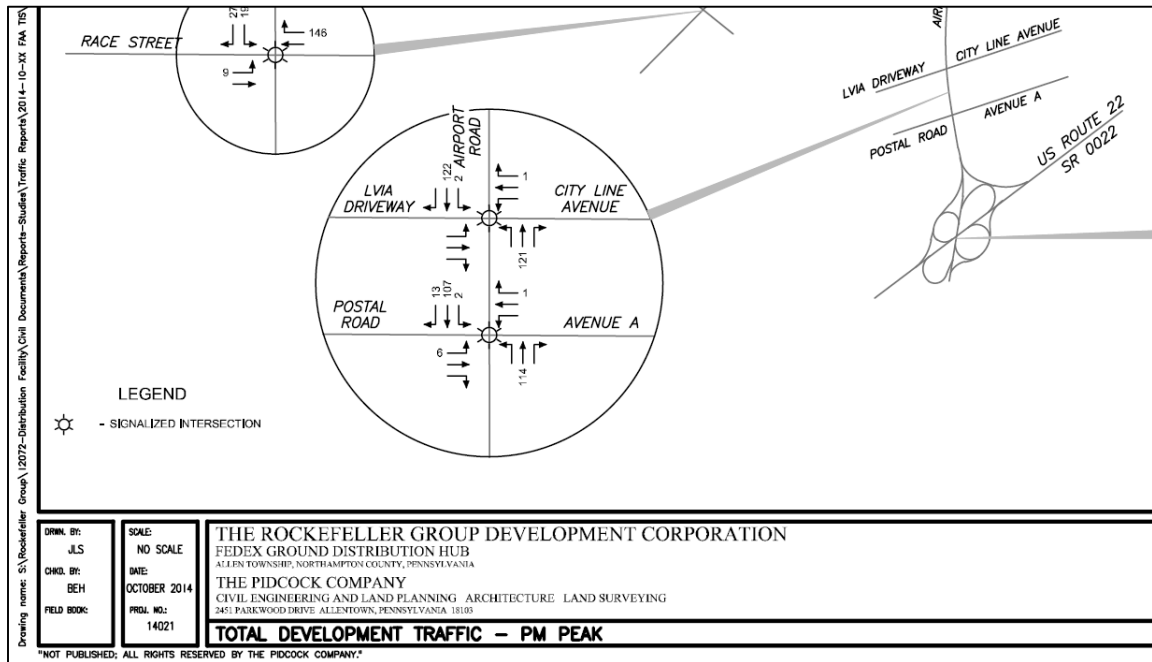 Drawing name: S:\Rockefeller Group\12072-Distribution Facility\Civil Documents\Reports-Studies\Traffic Reports\2014-10-XX FAA TIS\
27
19
146
RACE STREET
9
AIRPORT
ROAD
122
2
1
LVIA
DRIVEWAY
CITY LINE
AVENUE
121
13
107
2
1
POSTAL
ROAD
AVENUE A
6
114
LVIA DRIVEWAY
CITY LINE AVENUE
POSTAL ROAD
AVENUE A
US ROUTE 22
SR 0022
LEGEND
- SIGNALIZED INTERSECTION
DRWN. BY:
JLS
CHKD. BY:
BEH
FIELD BOOK:
SCALE:
NO SCALE
DATE:
OCTOBER 2014
PROJ. NO.:
14021
THE ROCKEFELLER GROUP DEVELOPMENT CORPORATION
FEDEX GROUND DISTRIBUTION HUB
ALLEN TOWNSHIP, NORTHAMPTON COUNTY, PENNSYLVANIA
THE PIDCOCK COMPANY
CIVIL ENGINEERING AND LAND PLANNING ARCHITECTURE LAND SURVEYING
2451 PARKWOOD DRIVE ALLENTOWN, PENNSYLVANIA 18103
TOTAL DEVELOPMENT TRAFFIC - PM PEAK
"NOT PUBLISHED; ALL RIGHTS RESERVED BY THE PIDCOCK COMPANY."